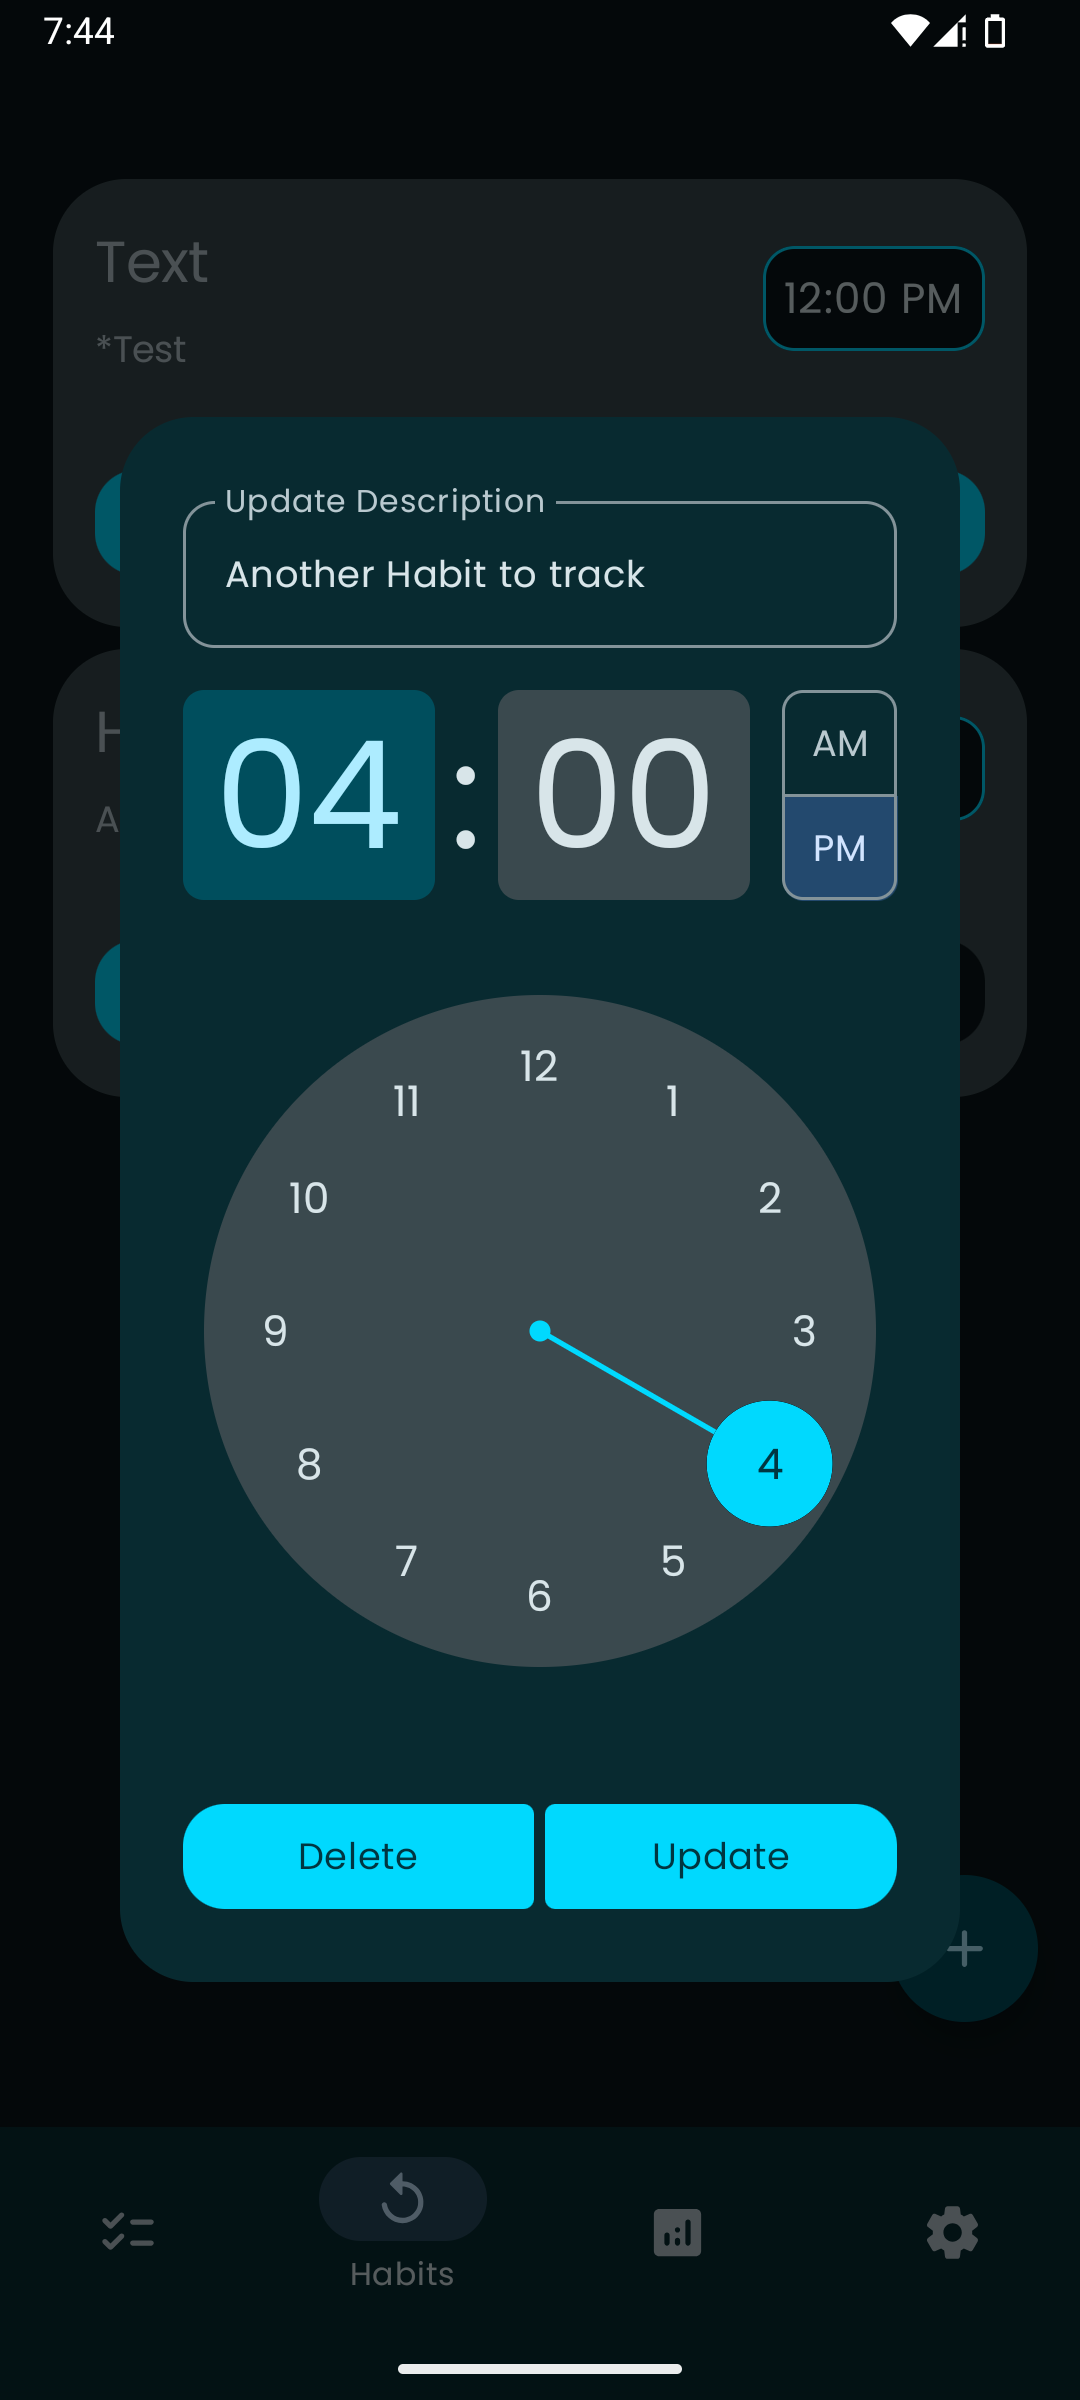 7:44
Text
12:00 PM
*Test
Update Description
Another Habit to track
04:00
AM
PM
12
11
1
10
2
9
3
8
4
7
5
6
Delete
Update
Habits